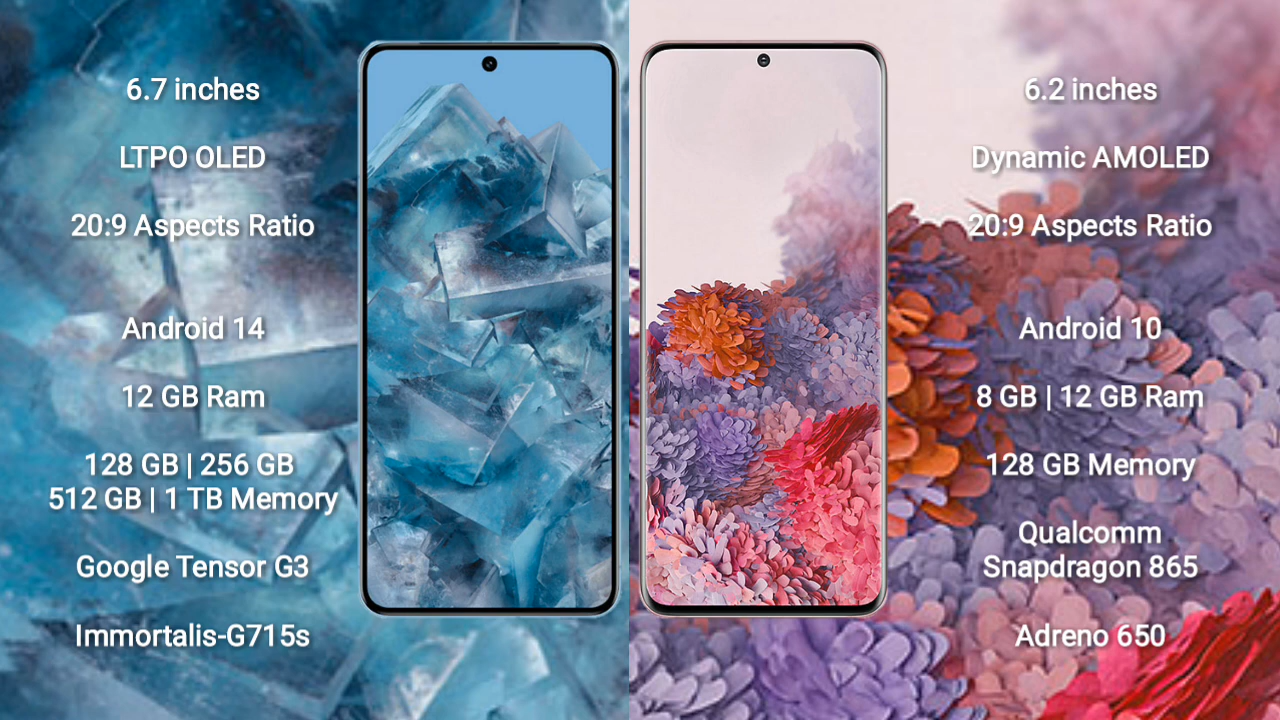 6.7 inches
LTPO OLED
20:9 Aspects Ratio
Android 14
12 GB Ram
128 GB | 256 GB
512 GB | 1 TB Memory
Google Tensor G3
Immortalis-G715s
6.2 inches
Dynamic AMOLED
20:9 Aspects Ratio
Android 10
8 GB | 12 GB Ram
128 GB Memory
Qualcomm
Snapdragon 865
Adreno 650